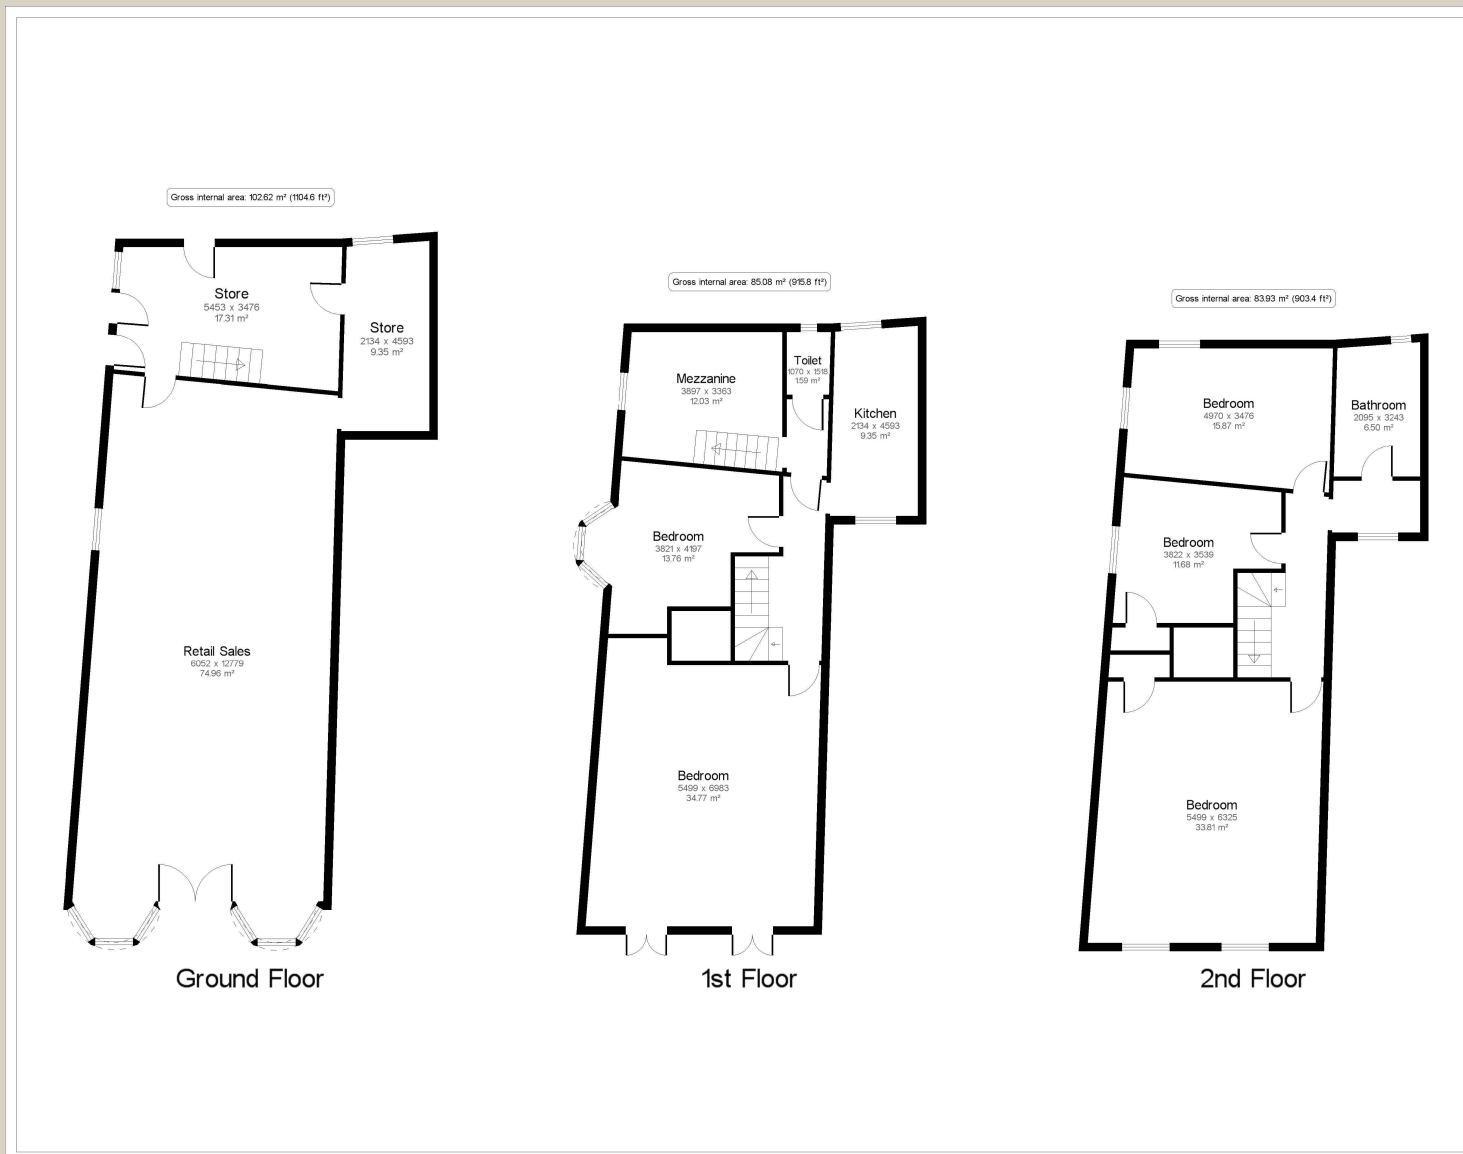 Gross internal area: 102.62 m² (1104.6 ft²)
Store
5453 x 3476
17.31 m²
Store
2134 x 4593
9.35 m²
Retail Sales
6052 x 12779
74.96 m²
Ground Floor
Gross internal area: 85.08 m² (915.8 ft²)
Mezzanine
3897 x 3363
12.03 m²
Toilet
1070 x 1518
1.59 m²
Kitchen
2134 x 4593
9.35 m²
Bedroom
3821 x 4197
13.76 m²
Bedroom
5499 x 6983
34.77 m²
1st Floor
Gross internal area: 83.93 m² (903.4 ft²)
Bedroom
4970 x 3476
15.87 m²
Bathroom
2095 x 3243
6.50 m²
Bedroom
3822 x 3539
11.68 m²
Bedroom
5499 x 6325
33.81 m²
2nd Floor